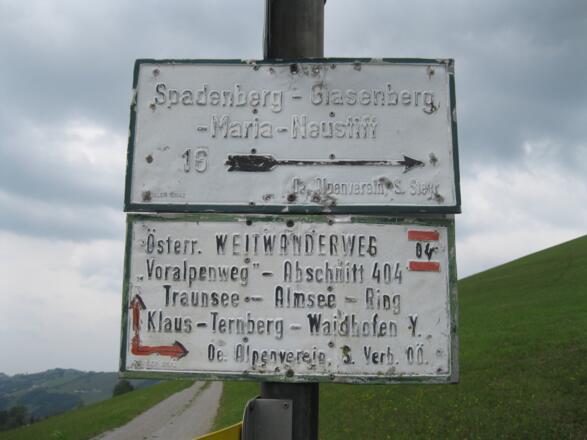 Spadenberg - Glasenberg
- Maria - Neustift
16
Oe. Alpenverein, S. Steyr
Österr. WEITWANDERWEG
04
"Voralpenweg" - Abschnitt 404
Traunsee - Almsee - Ring
Klaus - Ternberg - Waidhofen Y.
Oe. Alpenverein, S. Verb. OÖ.